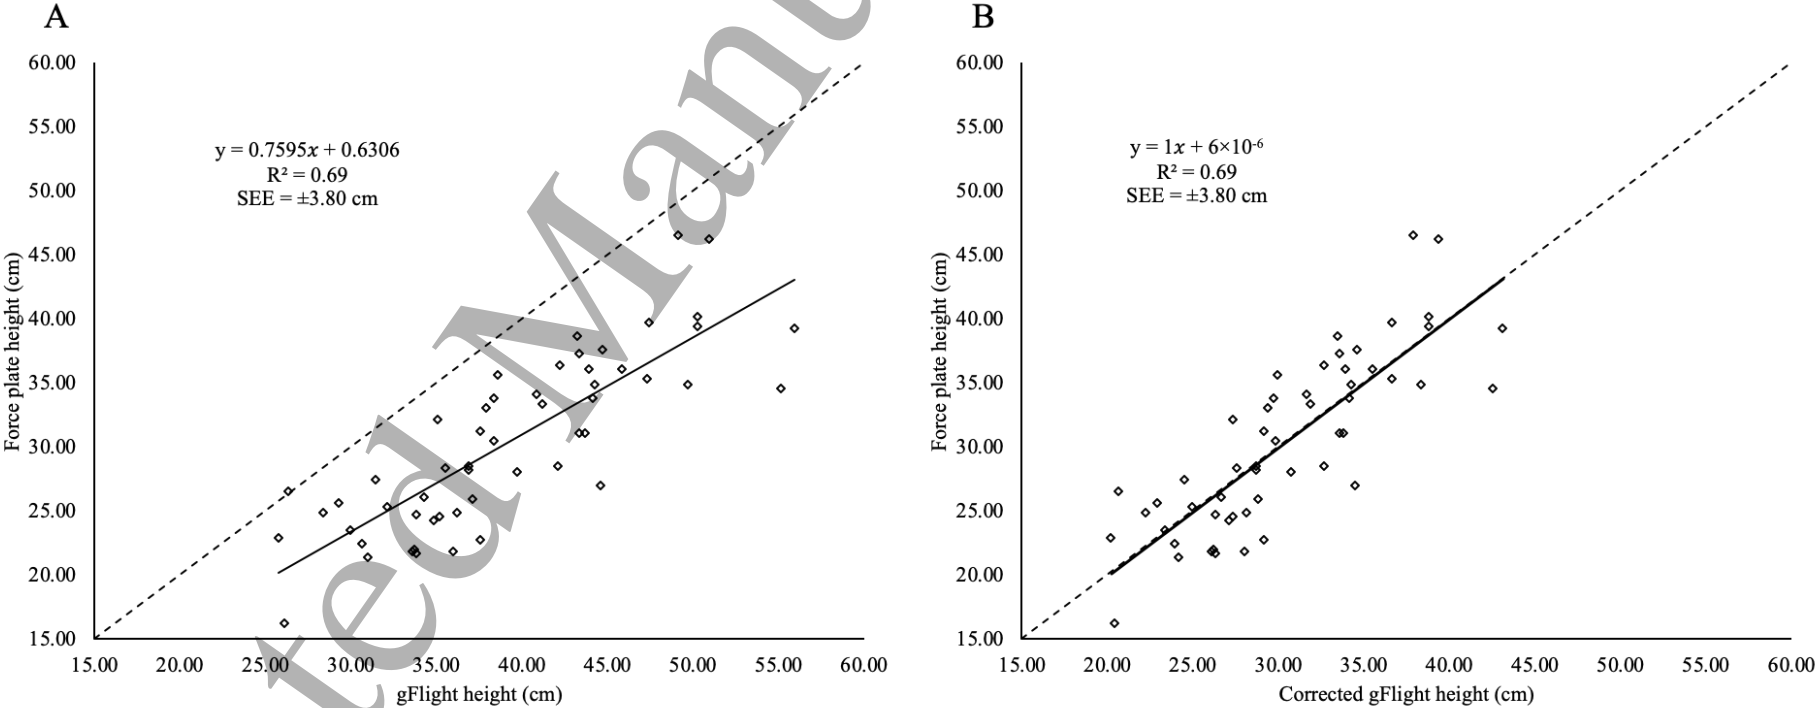 A
60.00
55.00
50.00
45.00
40.00
35.00
30.00
25.00
20.00
15.00
Force plate height (cm)
y = 0.7595x + 0.6306
R² = 0.69
SEE = ±3.80 cm
15.00 20.00 25.00 30.00 35.00 40.00 45.00 50.00 55.00 60.00
gFlight height (cm)
ted Manu
B
60.00
55.00
50.00
45.00
40.00
35.00
30.00
25.00
20.00
15.00
Force plate height (cm)
y = 1x + 6×10⁻⁶
R² = 0.69
SEE = ±3.80 cm
15.00 20.00 25.00 30.00 35.00 40.00 45.00 50.00 55.00 60.00
Corrected gFlight height (cm)